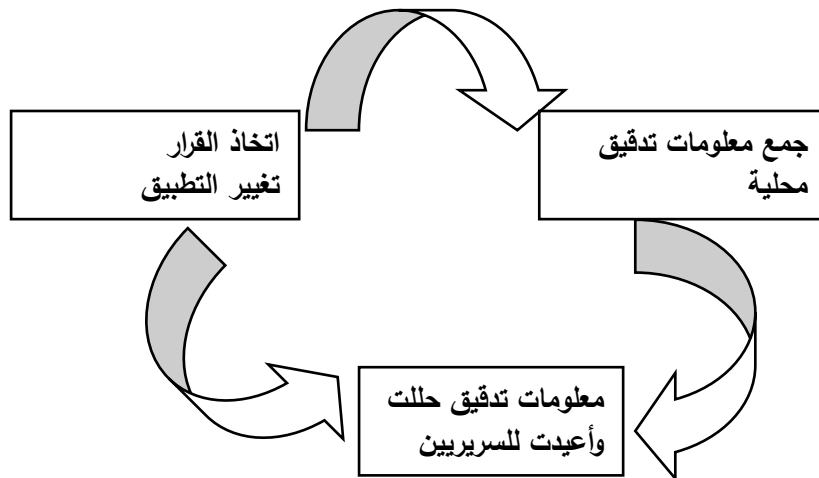 جمع معلومات تدقيق
محلية
اتخاذ القرار
تغيير التطبيق
معلومات تدقيق حللت
وأعيدت للسريريين